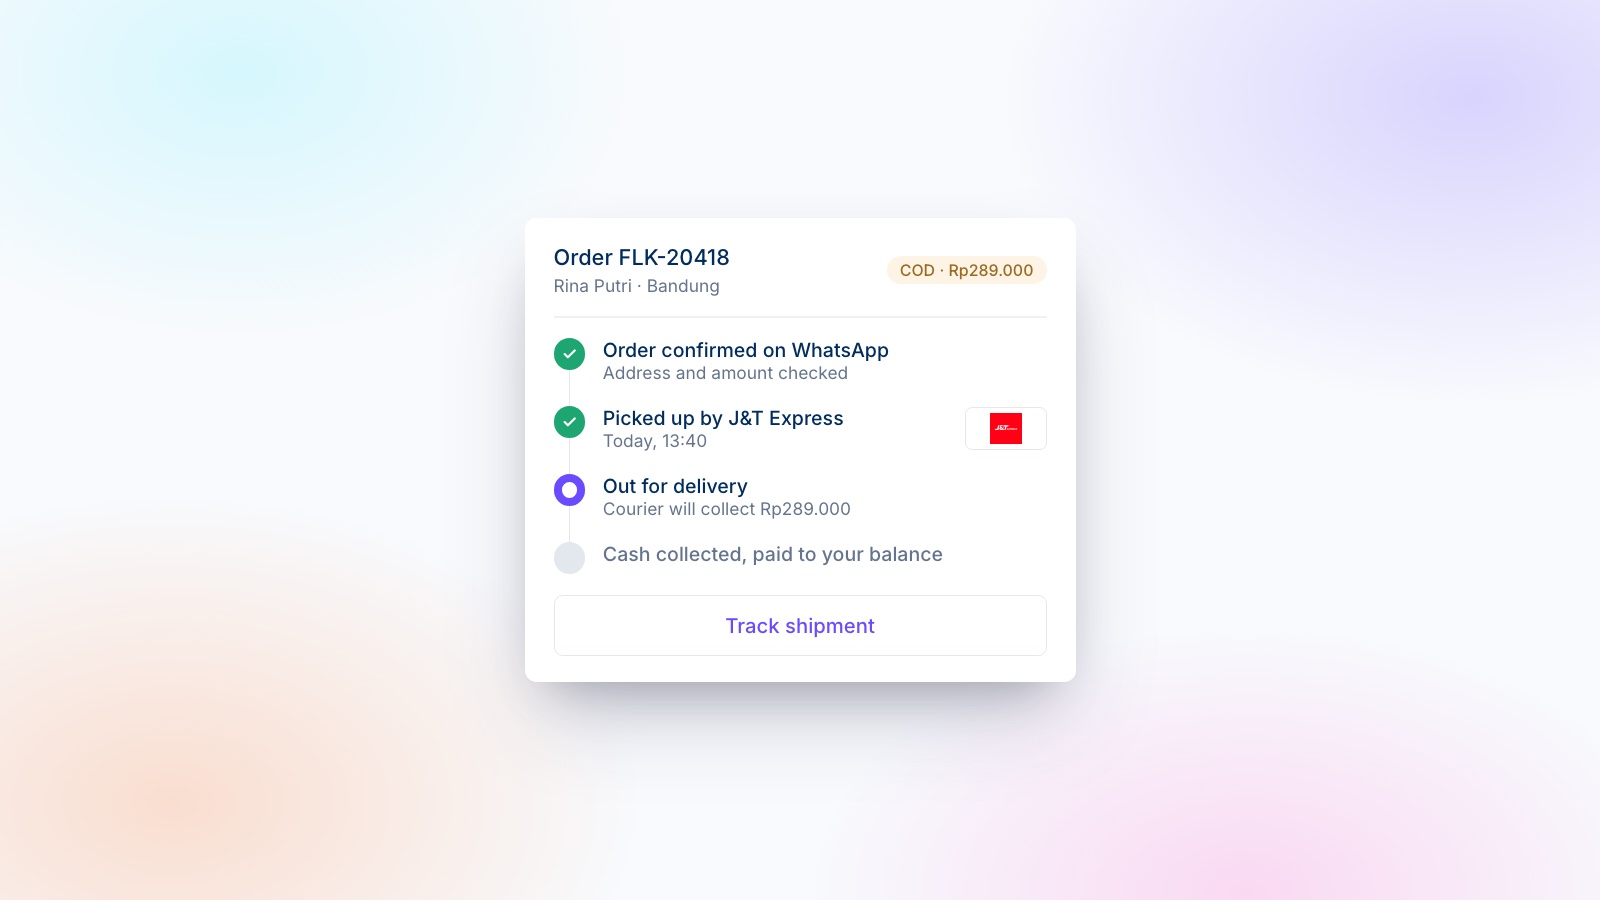 Order FLK-20418
COD · Rp289.000
Rina Putri · Bandung
Order confirmed on WhatsApp
Address and amount checked
Picked up by J&T Express
Today, 13:40
J&T
Out for delivery
Courier will collect Rp289.000
Cash collected, paid to your balance
Track shipment